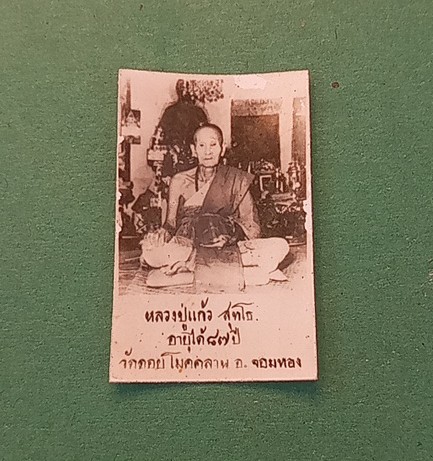 หลวงปู่แก้ว สุทโธ.
อายุได้ ๘๗ ปี
วัดดอยโมคคลาน อ. จอมทอง